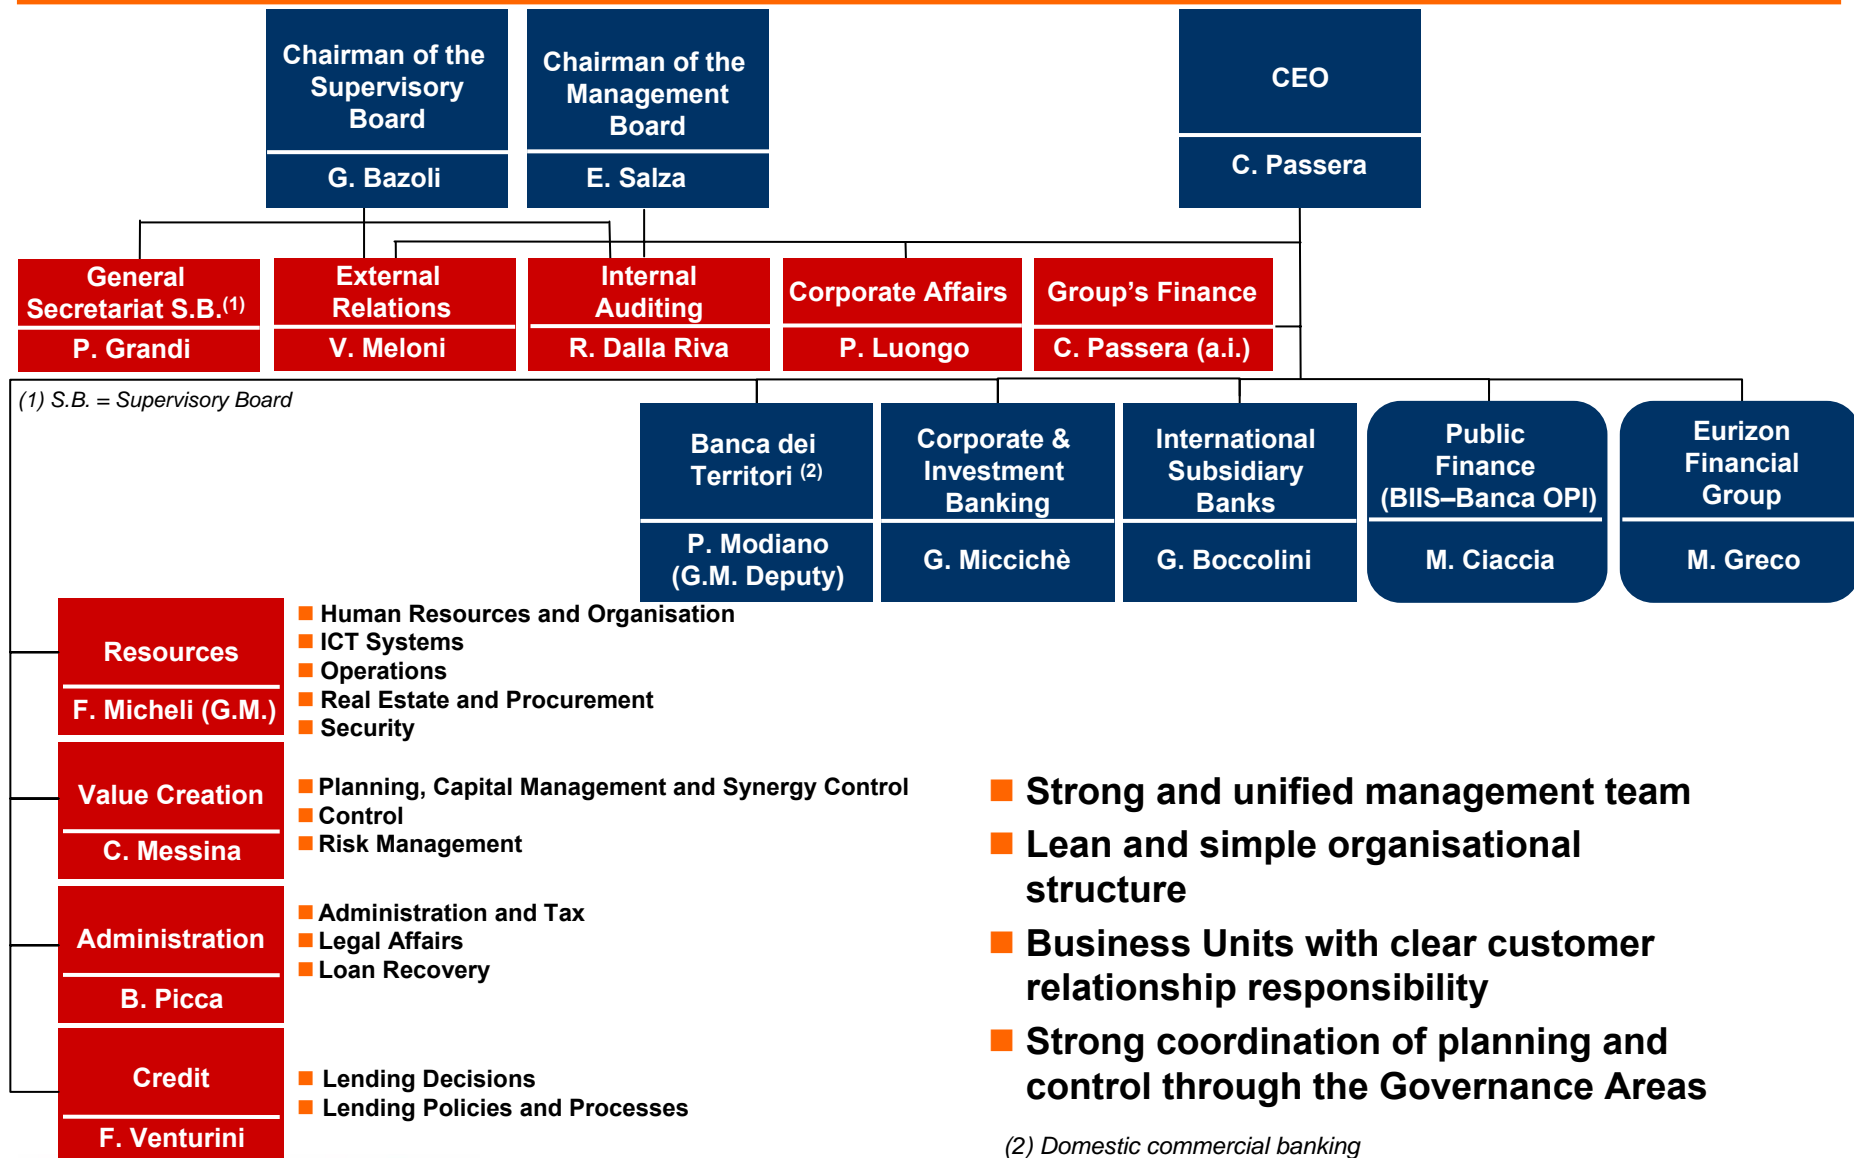 Chairman of the
Supervisory
Board
G. Bazoli
Chairman of the
Management
Board
E. Salza
CEO
C. Passera
General
Secretariat S.B.(1)
P. Grandi
External
Relations
V. Meloni
Internal
Auditing
R. Dalla Riva
Corporate Affairs
P. Luongo
Group's Finance
C. Passera (a.i.)
(1) S.B. = Supervisory Board
Banca dei
Territori (2)
P. Modiano
(G.M. Deputy)
Corporate &
Investment
Banking
G. Miccichè
International
Subsidiary
Banks
G. Boccolini
Public
Finance
(BIIS–Banca OPI)
M. Ciaccia
Eurizon
Financial
Group
M. Greco
Resources
F. Micheli (G.M.)
Human Resources and Organisation
ICT Systems
Operations
Real Estate and Procurement
Security
Value Creation
C. Messina
Planning, Capital Management and Synergy Control
Control
Risk Management
Administration
B. Picca
Administration and Tax
Legal Affairs
Loan Recovery
Credit
F. Venturini
Lending Decisions
Lending Policies and Processes
Strong and unified management team
Lean and simple organisational
structure
Business Units with clear customer
relationship responsibility
Strong coordination of planning and
control through the Governance Areas
(2) Domestic commercial banking